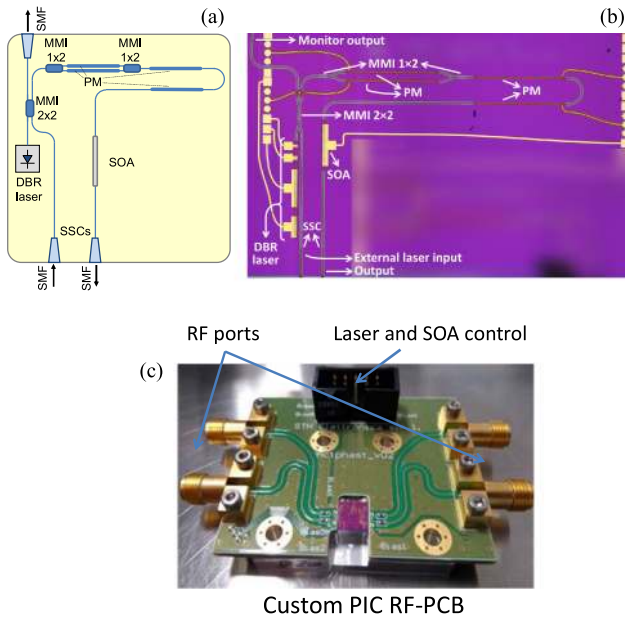 (a)
SMF
MMI
1x2
MMI
1x2
PM
MMI
2x2
DBR
laser
SOA
SSCs
SMF
SMF
(b)
Monitor output
MMI 1×2
PM
PM
MMI 2×2
SOA
DBR
laser
SSC
External laser input
Output
RF ports
Laser and SOA control
(c)
Custom PIC RF-PCB